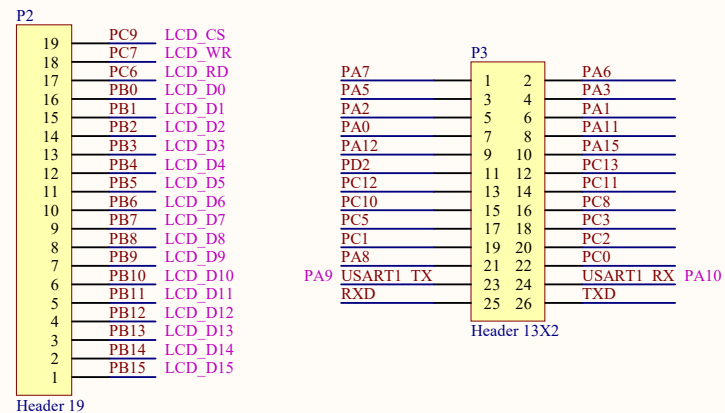 P2
19 PC9 LCD_CS
18 PC7 LCD_WR
17 PC6 LCD_RD
16 PB0 LCD_D0
15 PB1 LCD_D1
14 PB2 LCD_D2
13 PB3 LCD_D3
12 PB4 LCD_D4
11 PB5 LCD_D5
10 PB6 LCD_D6
9 PB7 LCD_D7
8 PB8 LCD_D8
7 PB9 LCD_D9
6 PB10 LCD_D10
5 PB11 LCD_D11
4 PB12 LCD_D12
3 PB13 LCD_D13
2 PB14 LCD_D14
1 PB15 LCD_D15
Header 19
P3
PA7 1 2 PA6
PA5 3 4 PA3
PA2 5 6 PA1
PA0 7 8 PA11
PA12 9 10 PA15
PD2 11 12 PC13
PC12 13 14 PC11
PC10 15 16 PC8
PC5 17 18 PC3
PC1 19 20 PC2
PA8 21 22 PC0
PA9 USART1_TX 23 24 USART1_RX PA10
RXD 25 26 TXD
Header 13X2